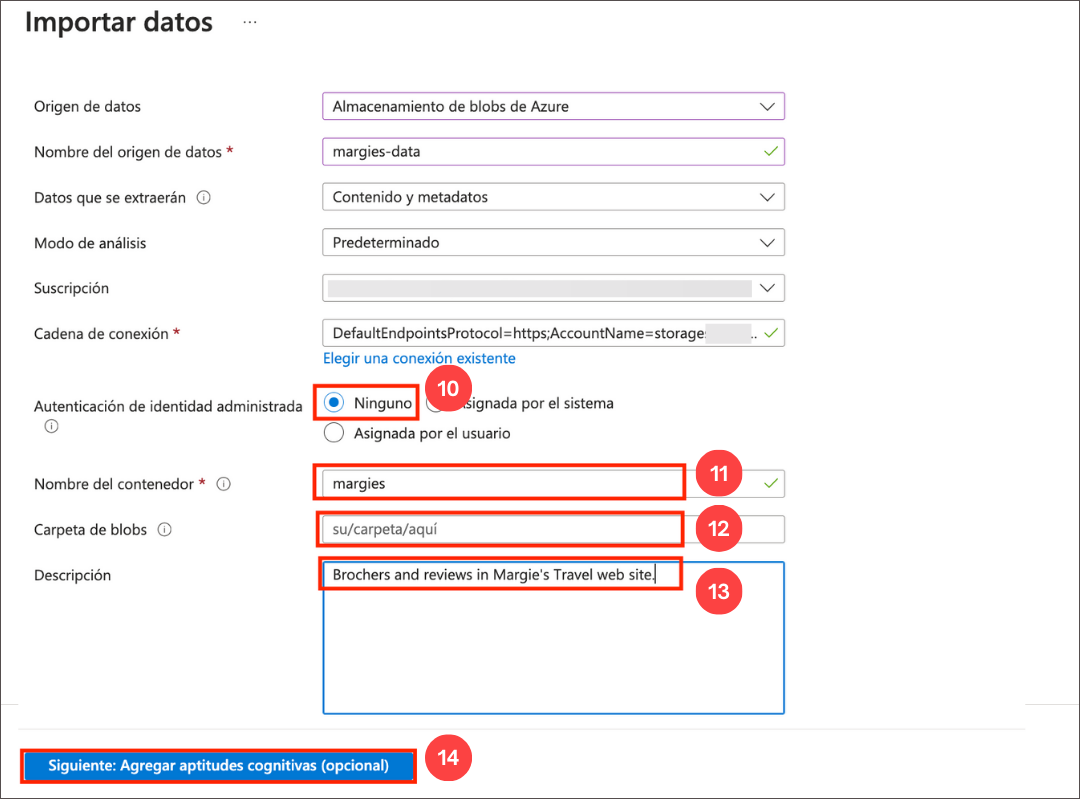 Importar datos ...
Origen de datos Almacenamiento de blobs de Azure
Nombre del origen de datos * margies-data
Datos que se extraerán Contenido y metadatos
Modo de análisis Predeterminado
Suscripción
Cadena de conexión * DefaultEndpointsProtocol=https;AccountName=storage ..
Elegir una conexión existente
10
Autenticación de identidad administrada Ninguno signada por el sistema
Asignada por el usuario
Nombre del contenedor * margies 11
Carpeta de blobs su/carpeta/aquí 12
Descripción Brochers and reviews in Margie's Travel web site. 13
Siguiente: Agregar aptitudes cognitivas (opcional) 14